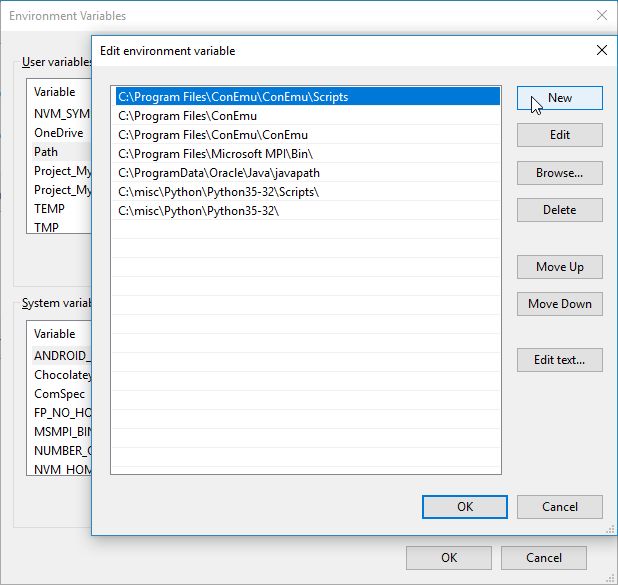 Environment Variables
Edit environment variable
User variables
Variable
NVM_SYM
OneDrive
Path
Project_My
Project_My
TEMP
TMP
System variab
Variable
ANDROID_
Chocolatey
ComSpec
FP_NO_HO
MSMPI_BIN
NUMBER_O
NVM_HOM
C:\Program Files\ConEmu\ConEmu\Scripts
C:\Program Files\ConEmu
C:\Program Files\ConEmu\ConEmu
C:\Program Files\Microsoft MPI\Bin\
C:\ProgramData\Oracle\Java\javapath
C:\misc\Python\Python35-32\Scripts\
C:\misc\Python\Python35-32\
New
Edit
Browse...
Delete
Move Up
Move Down
Edit text...
OK
Cancel
OK
Cancel